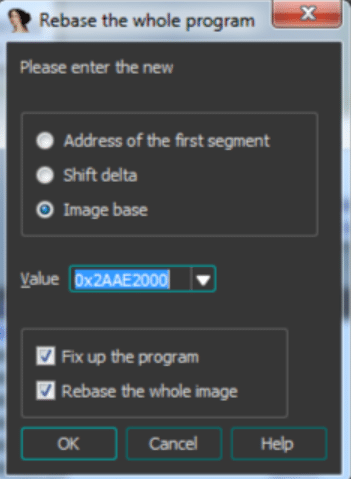 Rebase the whole program
Please enter the new
Address of the first segment
Shift delta
Image base
Value 0x2AAE2000
Fix up the program
Rebase the whole image
OK Cancel Help